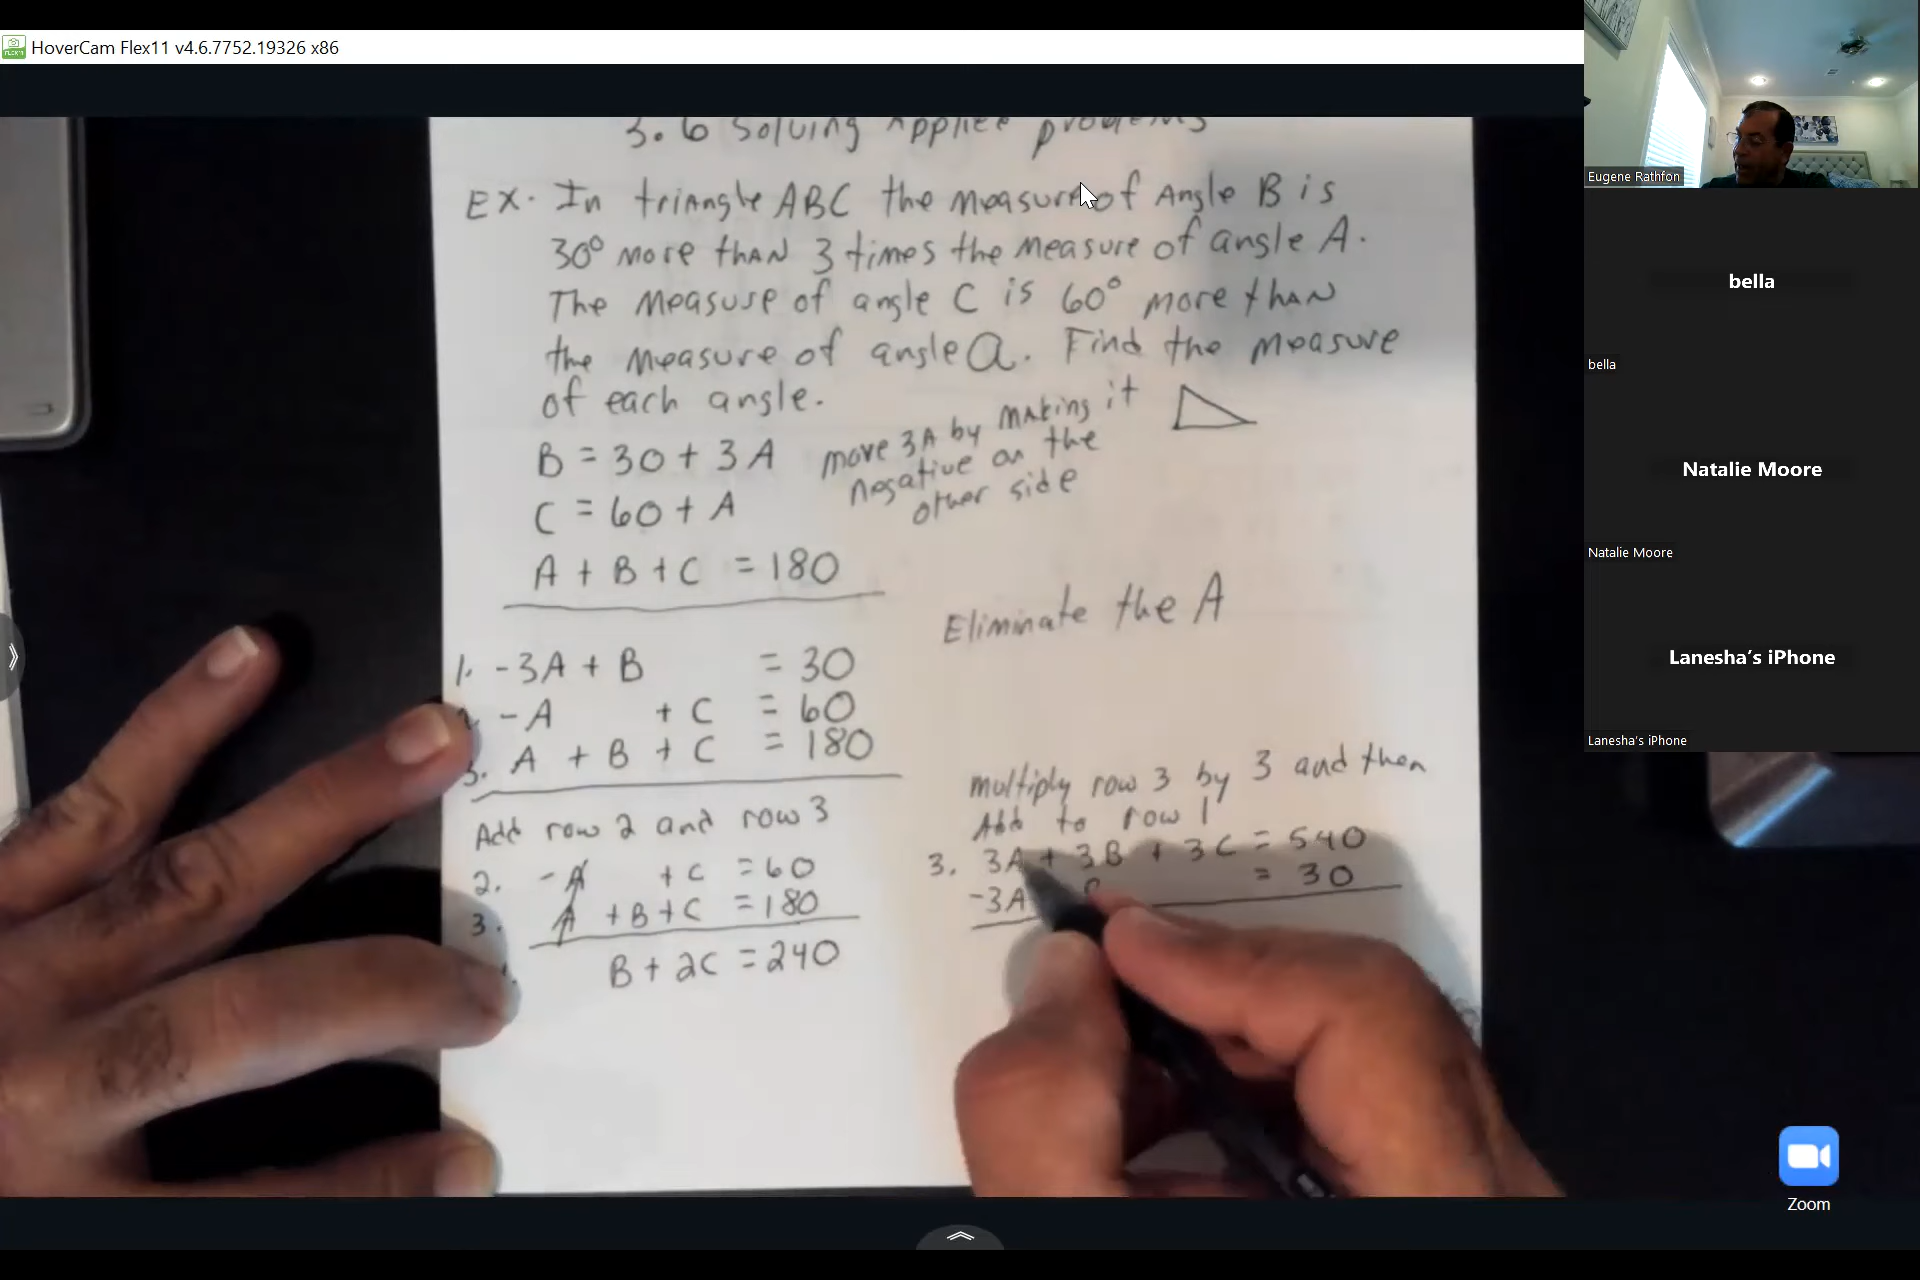 HoverCam Flex11 v4.6.7752.19326 x86
3.6 Solving Applied problems
EX. In triangle ABC the measure of Angle B is
30° more than 3 times the measure of angle A.
The measure of angle C is 60° more than
the measure of angle a. Find the measure
of each angle.
B = 30 + 3A
C = 60 + A
A + B + C = 180
move 3A by making it
negative on the
other side
Eliminate the A
1. -3A + B = 30
-A + C = 60
3. A + B + C = 180
Add row 2 and row 3
2. -A + C = 60
3. A + B + C = 180
B + 2C = 240
multiply row 3 by 3 and then
Add to row 1
3. 3A + 3B + 3C = 540
-3A = 30
Eugene Rathfon
bella
bella
Natalie Moore
Natalie Moore
Lanesha's iPhone
Lanesha's iPhone
Zoom